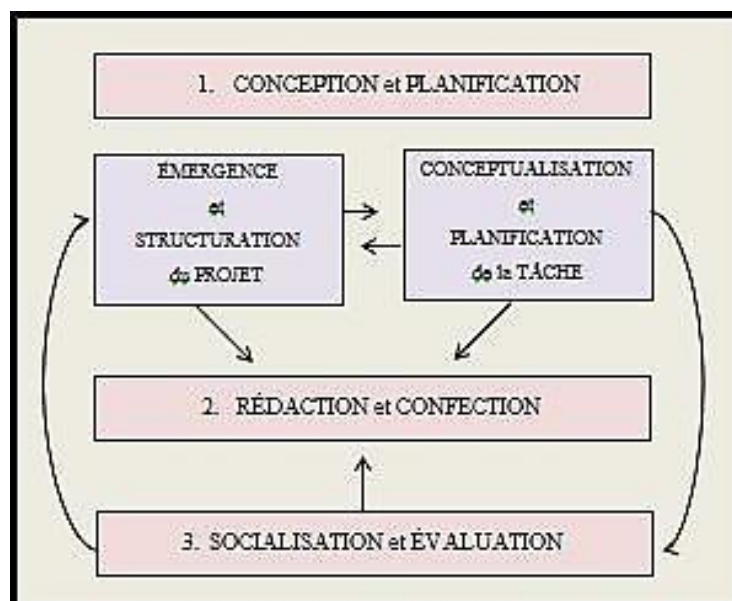 1. CONCEPTION et PLANIFICATION
ÉMERGENCE
et
STRUCTURATION
du PROJET
CONCEPTUALISATION
et
PLANIFICATION
de la TÂCHE
2. RÉDACTION et CONFECTION
3. SOCIALISATION et ÉVALUATION